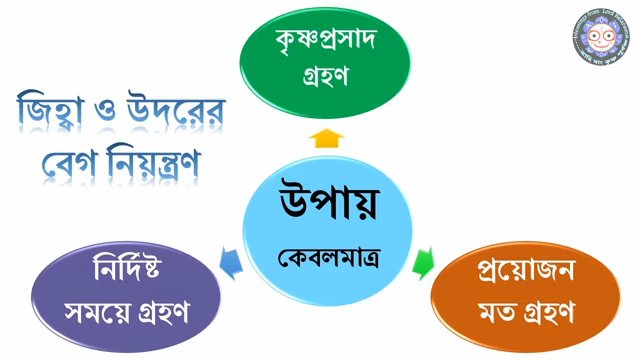 কৃষ্ণপ্রসাদ
গ্রহণ
জিহ্বা ও উদরের
বেগ নিয়ন্ত্রণ
উপায়
কেবলমাত্র
নির্দিষ্ট
সময়ে গ্রহণ
প্রয়োজন
মত গ্রহণ